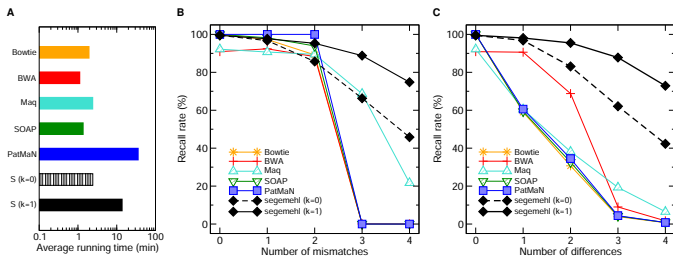 A
Bowtie
BWA
Maq
SOAP
PatMaN
S (k=0)
S (k=1)
0.1 1 10 100
Average running time (min)
B
Recall rate (%)
100
80
60
40
20
0
Bowtie
BWA
Maq
SOAP
PatMaN
segemehl (k=0)
segemehl (k=1)
0 1 2 3 4
Number of mismatches
C
Recall rate (%)
100
80
60
40
20
0
Bowtie
BWA
Maq
SOAP
PatMaN
segemehl (k=0)
segemehl (k=1)
0 1 2 3 4
Number of differences